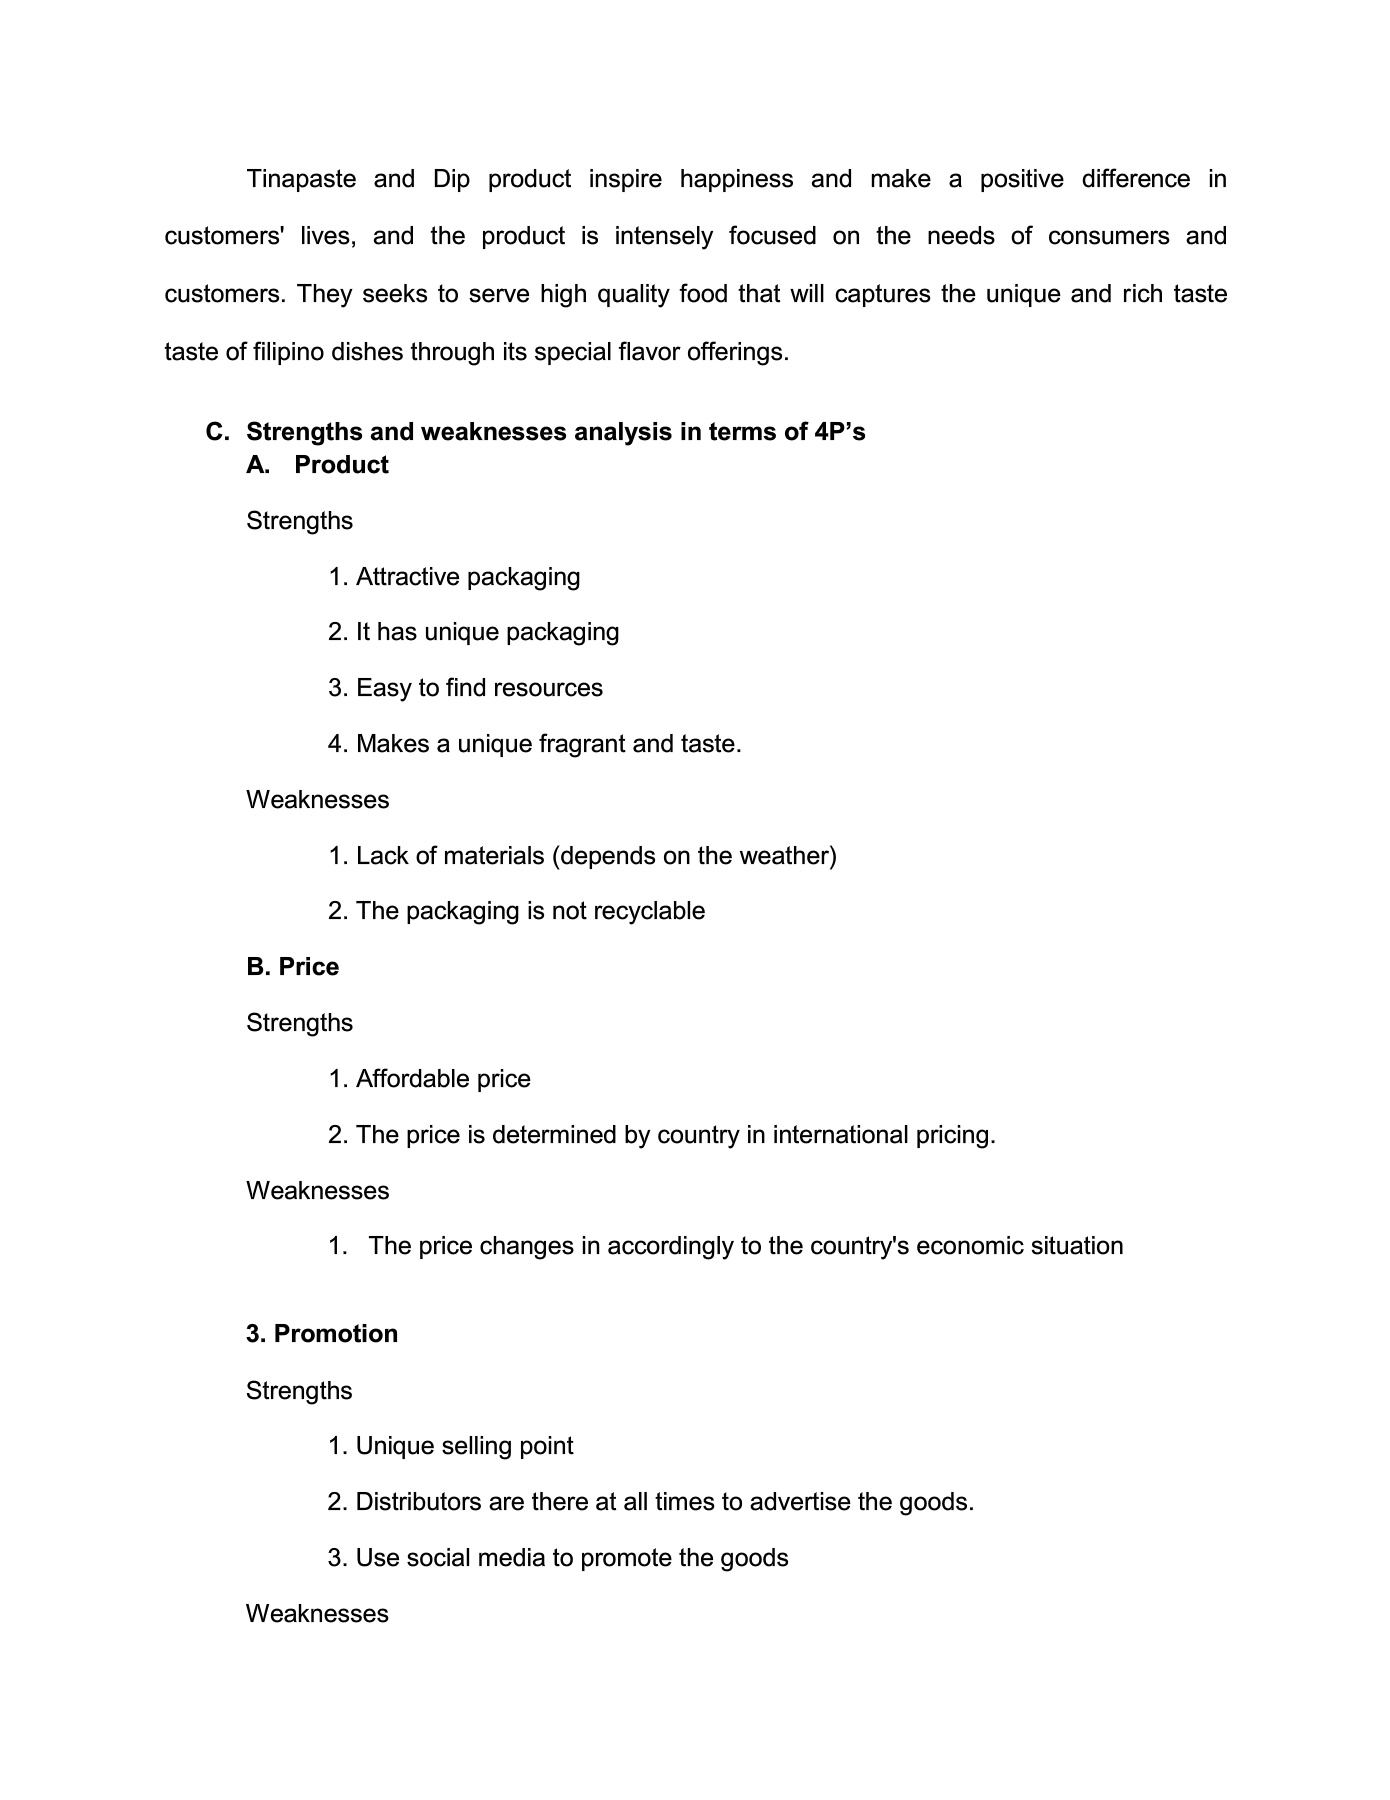 Tinapaste and Dip product inspire happiness and make a positive difference in
customers' lives, and the product is intensely focused on the needs of consumers and
customers. They seeks to serve high quality food that will captures the unique and rich taste
taste of filipino dishes through its special flavor offerings.
C. Strengths and weaknesses analysis in terms of 4P’s
A. Product
Strengths
1. Attractive packaging
2. It has unique packaging
3. Easy to find resources
4. Makes a unique fragrant and taste.
Weaknesses
1. Lack of materials (depends on the weather)
2. The packaging is not recyclable
B. Price
Strengths
1. Affordable price
2. The price is determined by country in international pricing.
Weaknesses
1. The price changes in accordingly to the country's economic situation
3. Promotion
Strengths
1. Unique selling point
2. Distributors are there at all times to advertise the goods.
3. Use social media to promote the goods
Weaknesses